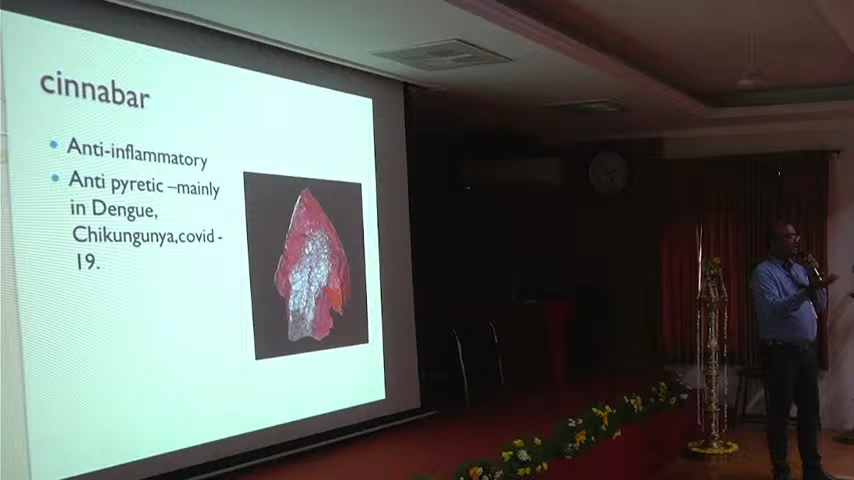 cinnabar
Anti-inflammatory
Anti pyretic –mainly
in Dengue,
Chikungunya,covid -
19.